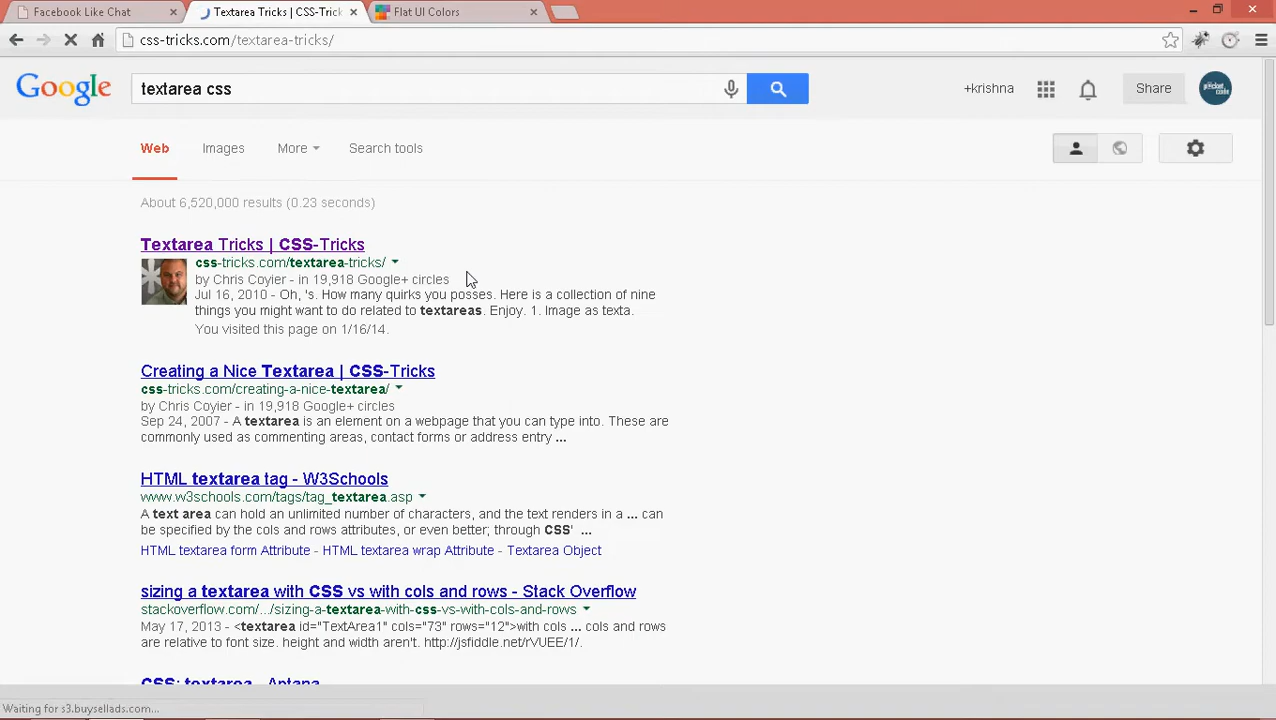 Facebook Like Chat
Textarea Tricks | CSS-Trick
Flat UI Colors
css-tricks.com/textarea-tricks/
Google
textarea css
+krishna
Share
pocket
code
Web
Images
More
Search tools
About 6,520,000 results (0.23 seconds)
Textarea Tricks | CSS-Tricks
css-tricks.com/textarea-tricks/
by Chris Coyier - in 19,918 Google+ circles
Jul 16, 2010 - Oh, 's. How many quirks you posses. Here is a collection of nine
things you might want to do related to textareas. Enjoy. 1. Image as texta.
You visited this page on 1/16/14.
Creating a Nice Textarea | CSS-Tricks
css-tricks.com/creating-a-nice-textarea/
by Chris Coyier - in 19,918 Google+ circles
Sep 24, 2007 - A textarea is an element on a webpage that you can type into. These are
commonly used as commenting areas, contact forms or address entry ...
HTML textarea tag - W3Schools
www.w3schools.com/tags/tag_textarea.asp
A text area can hold an unlimited number of characters, and the text renders in a ... can
be specified by the cols and rows attributes, or even better; through CSS' ...
HTML textarea form Attribute - HTML textarea wrap Attribute - Textarea Object
sizing a textarea with CSS vs with cols and rows - Stack Overflow
stackoverflow.com/.../sizing-a-textarea-with-css-vs-with-cols-and-rows
May 17, 2013 - <textarea id="TextArea1" cols="73" rows="12">with cols ... cols and rows
are relative to font size. height and width aren't. http://jsfiddle.net/rVUEE/1/.
CSS: textarea - Aptana
Waiting for s3.buysellads.com...